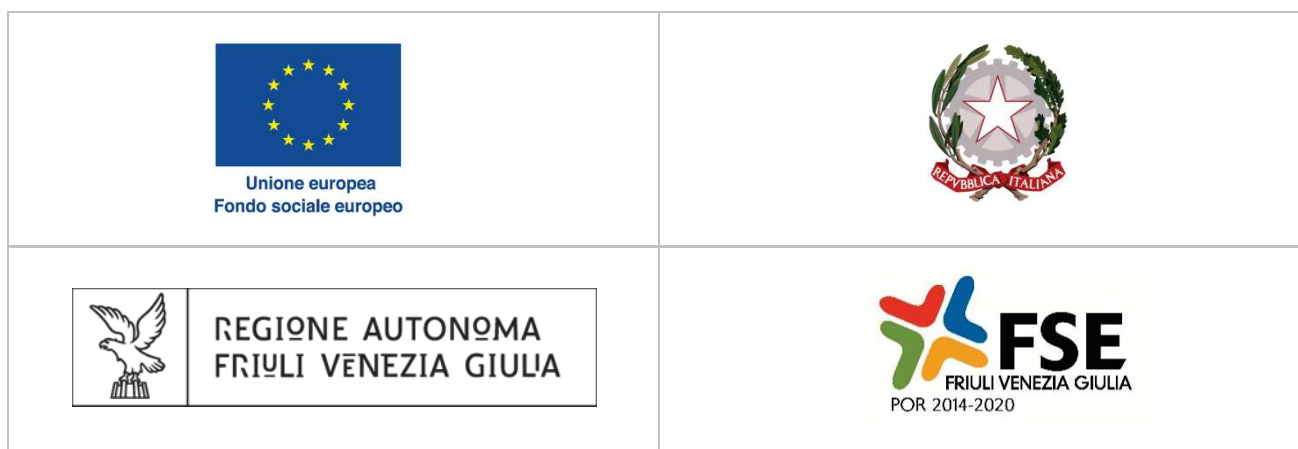 Unione europea
Fondo sociale europeo
REPVBBLICA ITALIANA
REGIONE AUTONOMA
FRIULI VENEZIA GIULIA
FSE
FRIULI VENEZIA GIULIA
POR 2014-2020